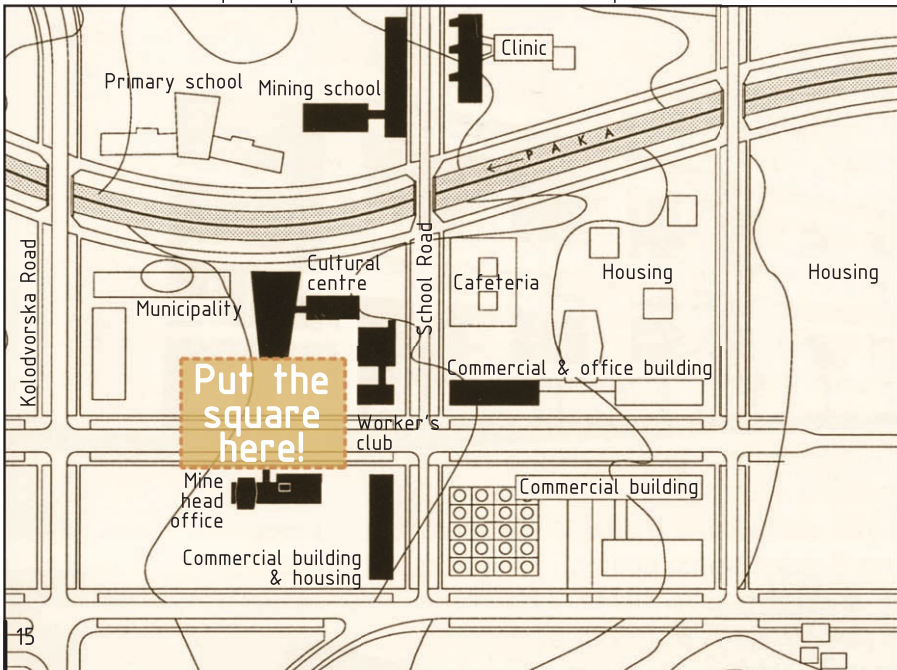 Clinic
Primary school
Mining school
P A K A
Kolodvorska Road
School Road
Cultural
centre
Cafeteria
Housing
Housing
Municipality
Put the
square
here!
Commercial & office building
Worker's
club
Mine
head
office
Commercial building
Commercial building
& housing
15